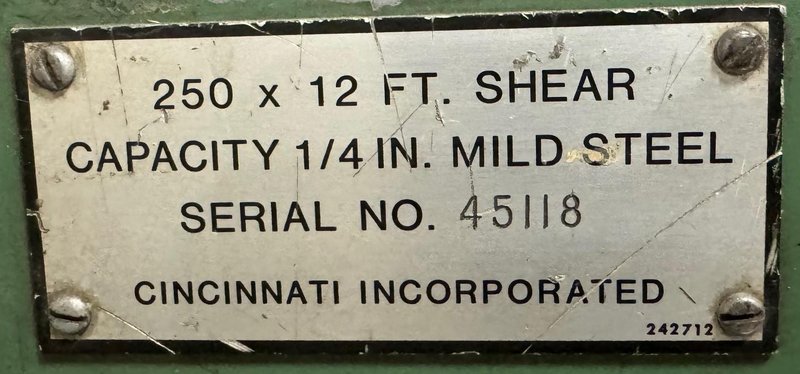 250 x 12 FT. SHEAR
CAPACITY 1/4 IN. MILD STEEL
SERIAL NO. 45118
CINCINNATI INCORPORATED
242712